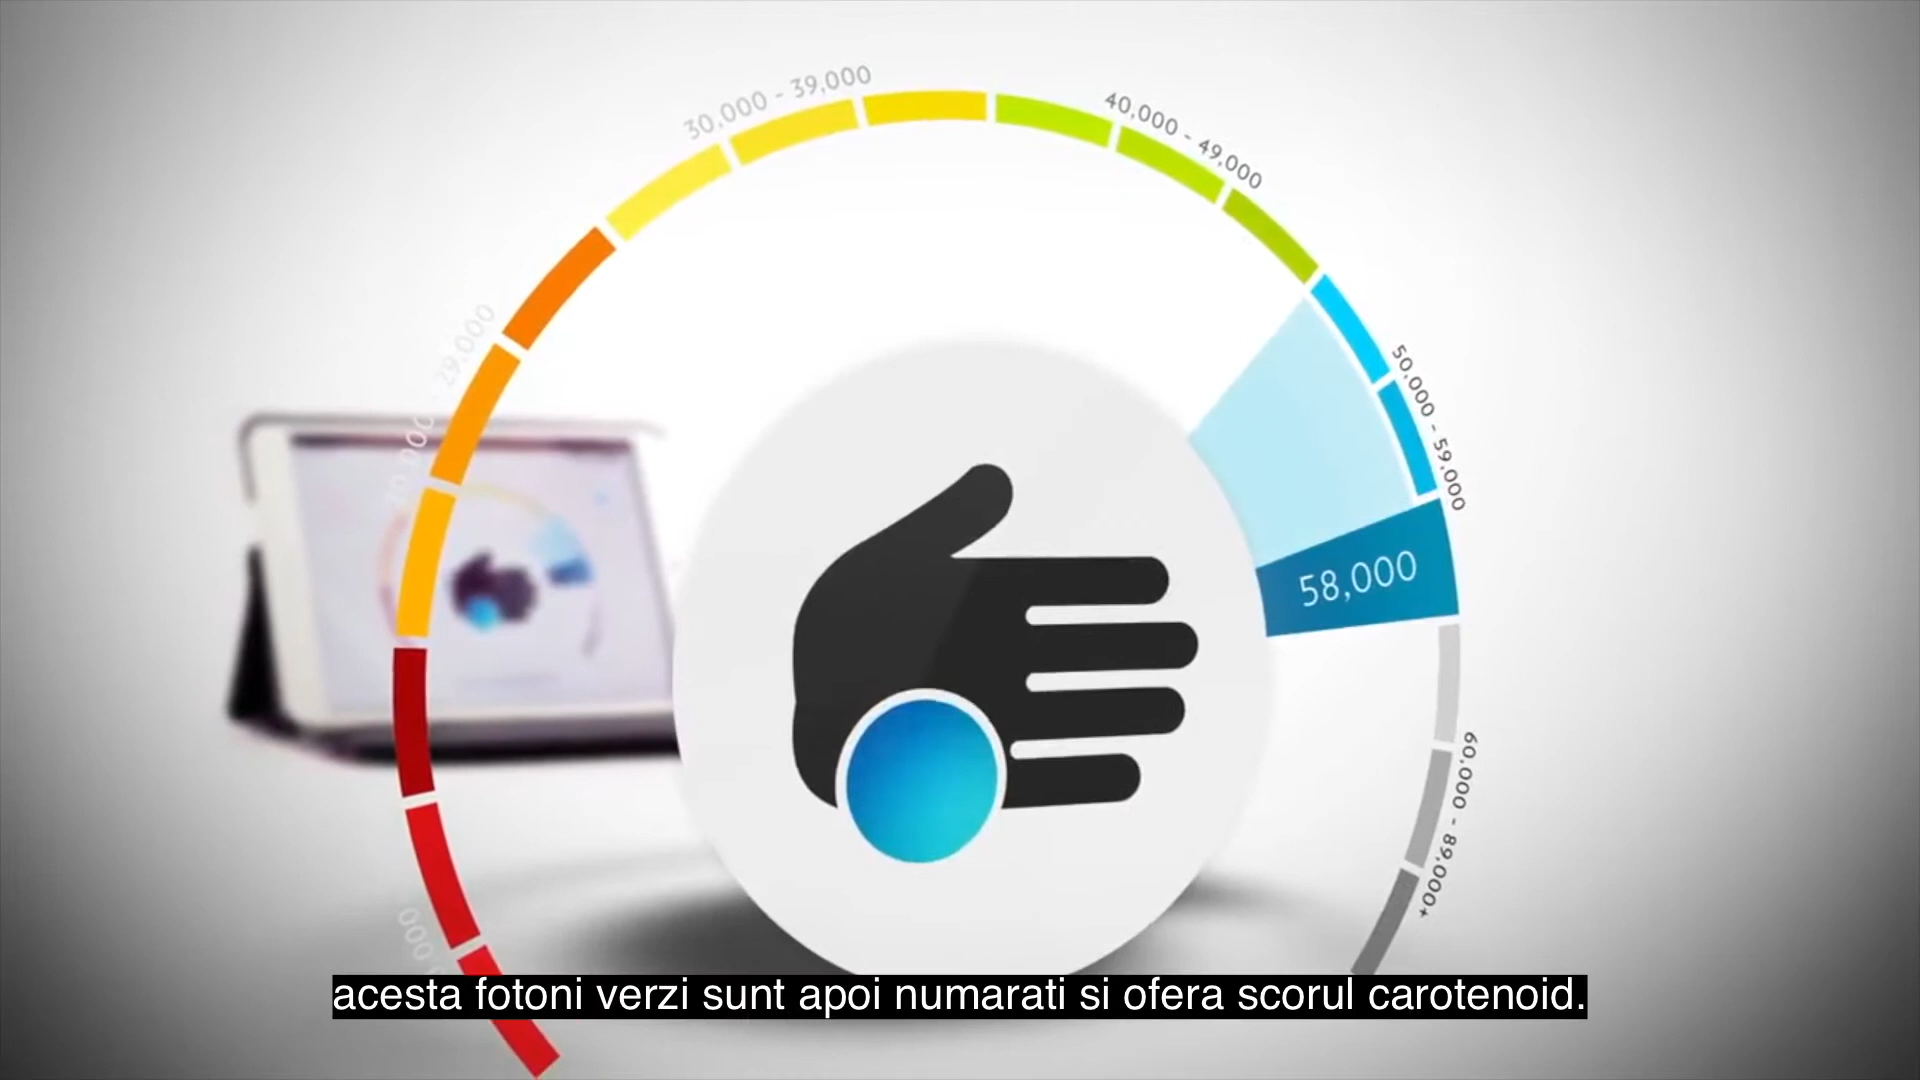 30,000 - 39,000
40,000 - 49,000
29,000
50,000 - 59,000
58,000
60,000 - 89,000+
acesta fotoni verzi sunt apoi numarati si ofera scorul carotenoid.